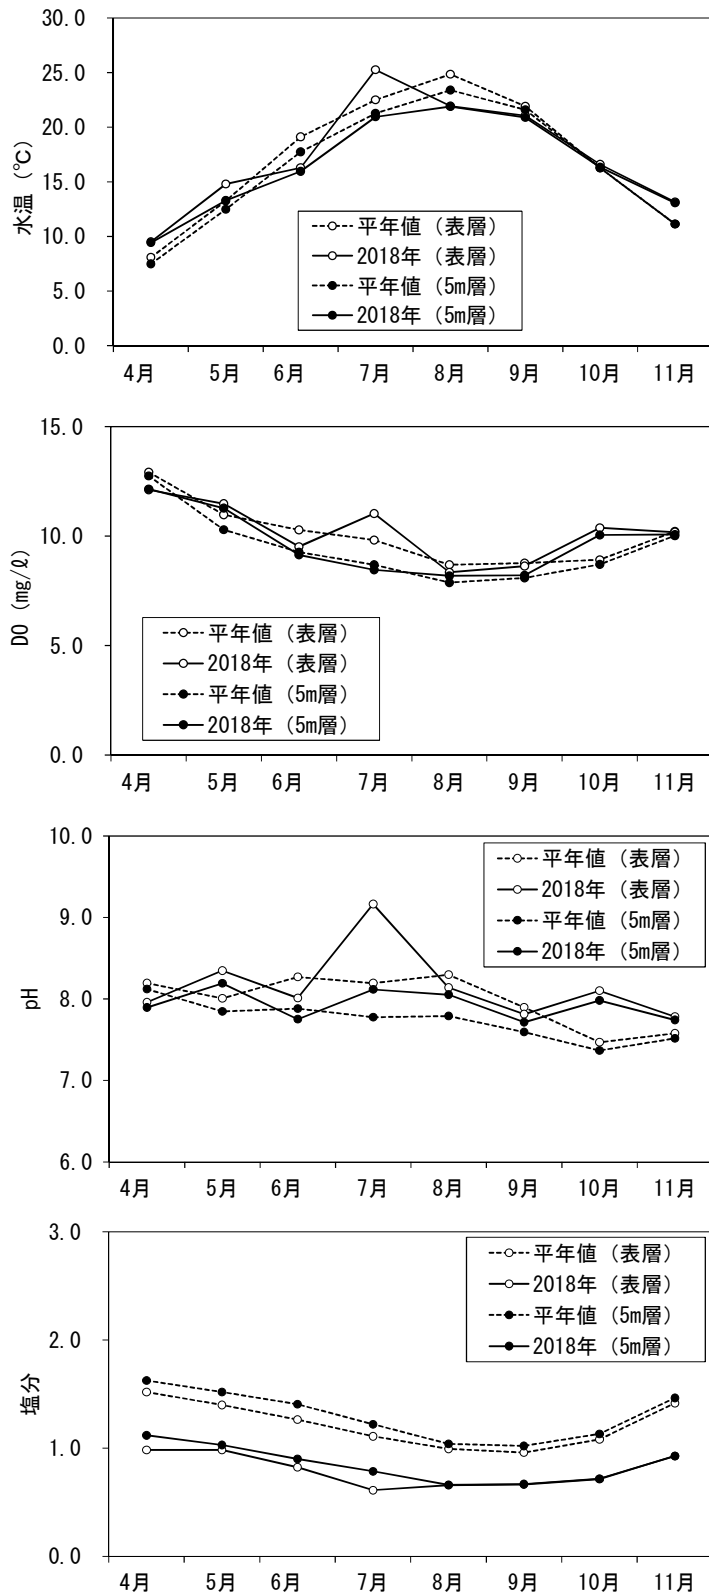 30.0
25.0
20.0
15.0
10.0
5.0
0.0
水温 (℃)
平年値 (表層)
2018年 (表層)
平年値 (5m層)
2018年 (5m層)
4月 5月 6月 7月 8月 9月 10月 11月
15.0
10.0
5.0
0.0
DO (mg/ℓ)
平年値 (表層)
2018年 (表層)
平年値 (5m層)
2018年 (5m層)
4月 5月 6月 7月 8月 9月 10月 11月
10.0
9.0
8.0
7.0
6.0
pH
平年値 (表層)
2018年 (表層)
平年値 (5m層)
2018年 (5m層)
4月 5月 6月 7月 8月 9月 10月 11月
3.0
2.0
1.0
0.0
塩分
平年値 (表層)
2018年 (表層)
平年値 (5m層)
2018年 (5m層)
4月 5月 6月 7月 8月 9月 10月 11月